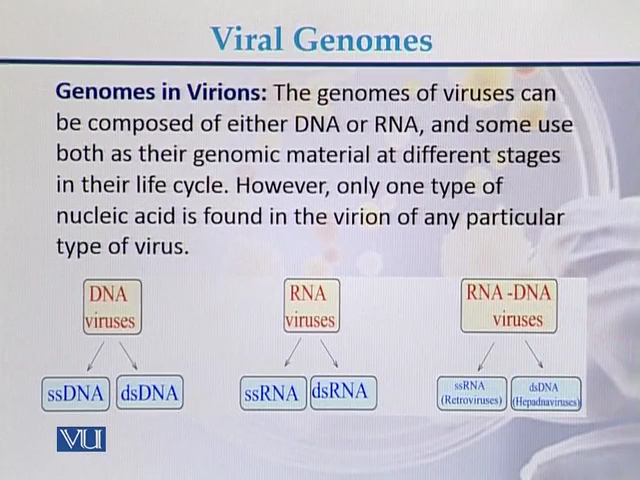 Viral Genomes
Genomes in Virions: The genomes of viruses can
be composed of either DNA or RNA, and some use
both as their genomic material at different stages
in their life cycle. However, only one type of
nucleic acid is found in the virion of any particular
type of virus.
DNA
viruses
RNA
viruses
RNA -DNA
viruses
ssDNA
dsDNA
ssRNA
dsRNA
ssRNA
(Retroviruses)
dsDNA
(Hepadnaviruses)
VU